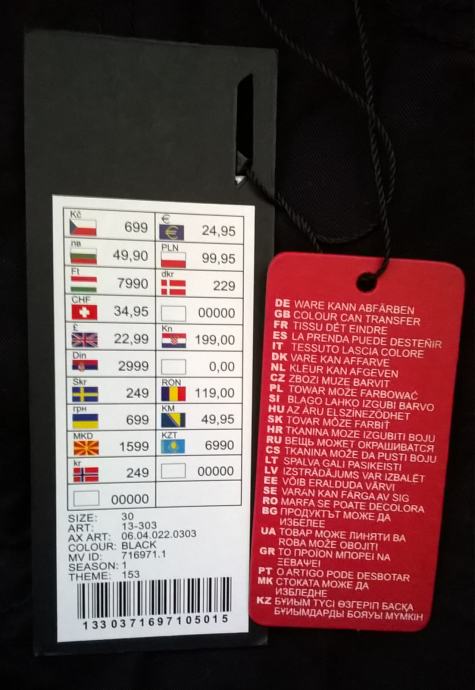 Kč 699
€ 24,95
лв 49,90
PLN 99,95
Ft 7990
dkr 229
CHF 34,95
00000
£ 22,99
Kn 199,00
Din 2999
0,00
Skr 249
RON 119,00
грн 699
KM 49,95
MKD 1599
KZT 6990
kr 249
00000
00000
SIZE: 30
ART: 13-303
AX ART: 06.04.022.0303
COLOUR: BLACK
MV ID: 716971.1
SEASON: 1
THEME: 153
1330371697105015
DE WARE KANN ABFÄRBEN
GB COLOUR CAN TRANSFER
FR TISSU DÉT EINDRE
ES LA PRENDA PUEDE DESTEÑIR
IT TESSUTO LASCIA COLORE
DK VARE KAN AFFARVE
NL KLEUR KAN AFGEVEN
CZ ZBOZI MUZE BARVIT
PL TOWAR MOŻE FARBOWAĆ
SI BLAGO LAHKO IZGUBI BARVO
HU AZ ÁRU ELSZÍNEZŐDHET
SK TOVAR MÔŽE FARBIŤ
HR TKANINA MOZE IZGUBITI BOJU
RU ВЕЩЬ МОЖЕТ ОКРАШИВАТСЯ
CS TKANINA MOŽE DA PUSTI BOJU
LT SPALVA GALI PASIKEISTI
LV IZSTRĀDĀJUMS VAR IZBALĒT
EE VÕIB ERALDUDA VÄRVI
SE VARAN KAN FÄRGA AV SIG
RO MARFA SE POATE DECOLORA
BG ПРОДУКТЪТ МОЖЕ ДА
ИЗБЕЛЕЕ
UA ТОВАР МОЖЕ ЛИНЯТИ ВА
ROBA MOŽE OBOJITI
GR ΤΟ ΠΡΟΪΟΝ ΜΠΟΡΕΙ ΝΑ
ΞΕΒΑΨΕΙ
PT O ARTIGO PODE DESBOTAR
MK СТОКАТА МОЖЕ ДА
ИЗБЛЕДНЕ
KZ БҰЙЫМ ТҮСІ ӨЗГЕРІП БАСҚА
БҰЙЫМДАРДЫ БОЯУЫ МҮМКІН